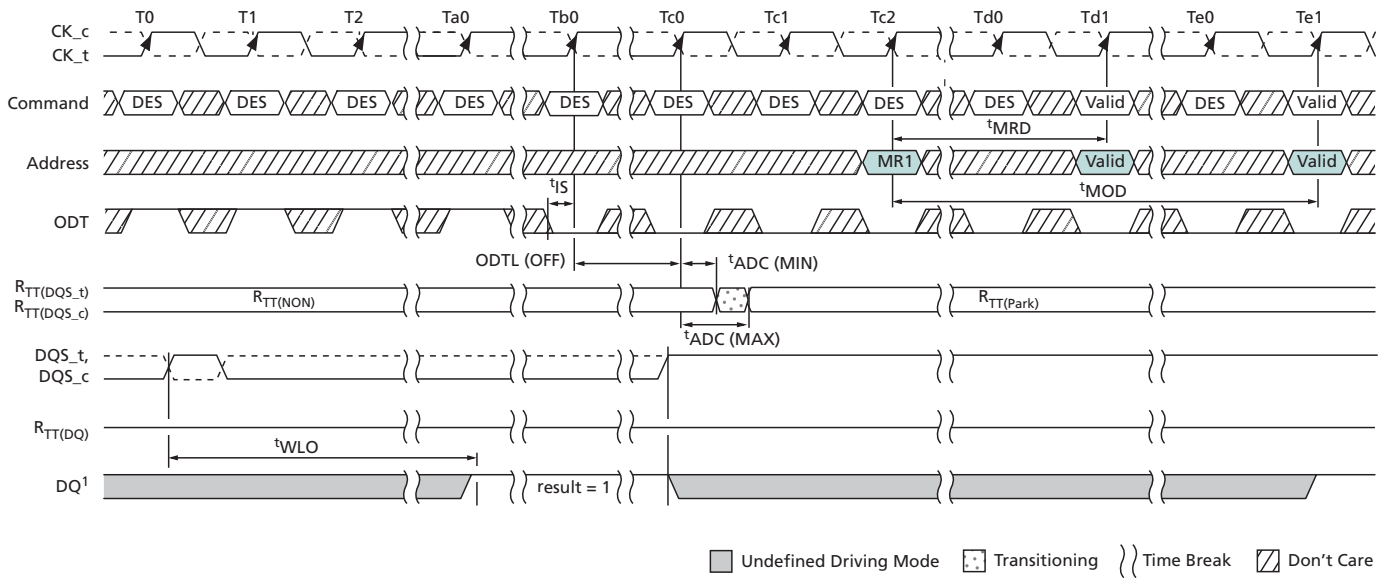 T0 T1 T2 Ta0 Tb0 Tc0 Tc1 Tc2 Td0 Td1 Te0 Te1
CK_c
CK_t
Command DES DES DES DES DES DES DES DES DES Valid DES Valid
tMRD
Address MR1 Valid Valid
tIS tMOD
ODT
ODTL (OFF) tADC (MIN)
RTT(DQS_t)
RTT(DQS_c)
RTT(NON) RTT(Park)
tADC (MAX)
DQS_t,
DQS_c
RTT(DQ)
tWLO
DQ1 result = 1
Undefined Driving Mode Transitioning Time Break Don't Care